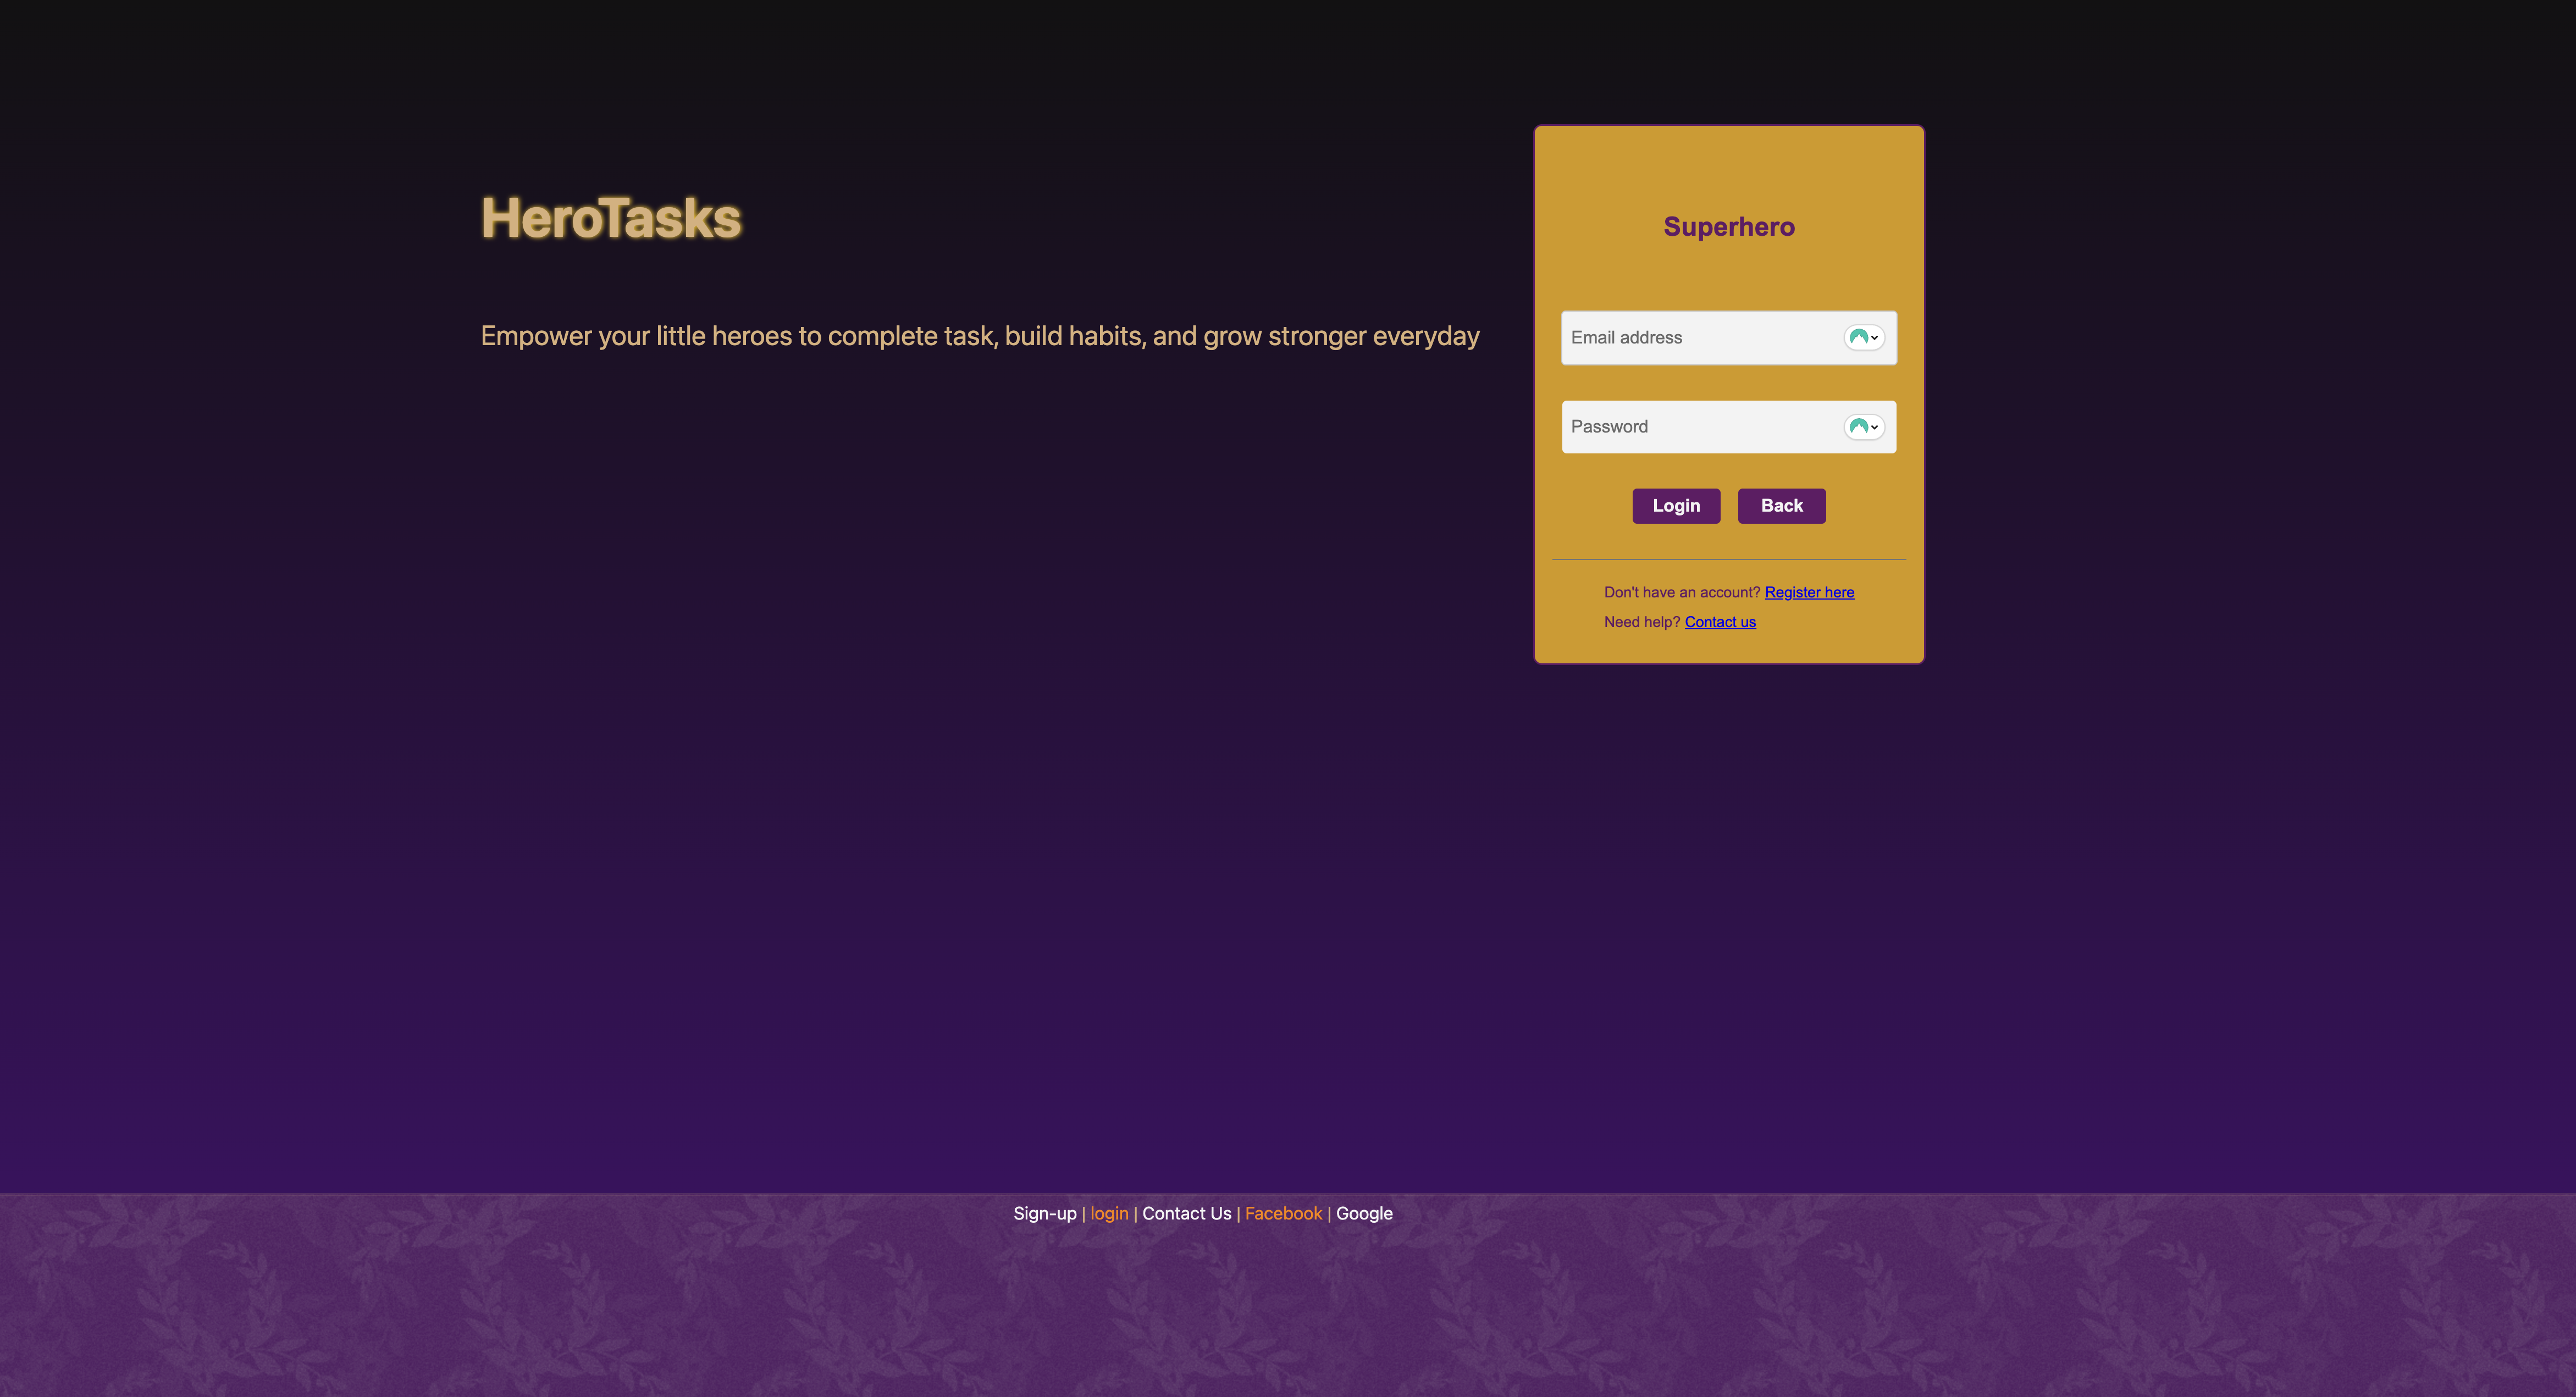 HeroTasks
Empower your little heroes to complete task, build habits, and grow stronger everyday
Superhero
Email address
Password
Login
Back
Don't have an account? Register here
Need help? Contact us
Sign-up | login | Contact Us | Facebook | Google